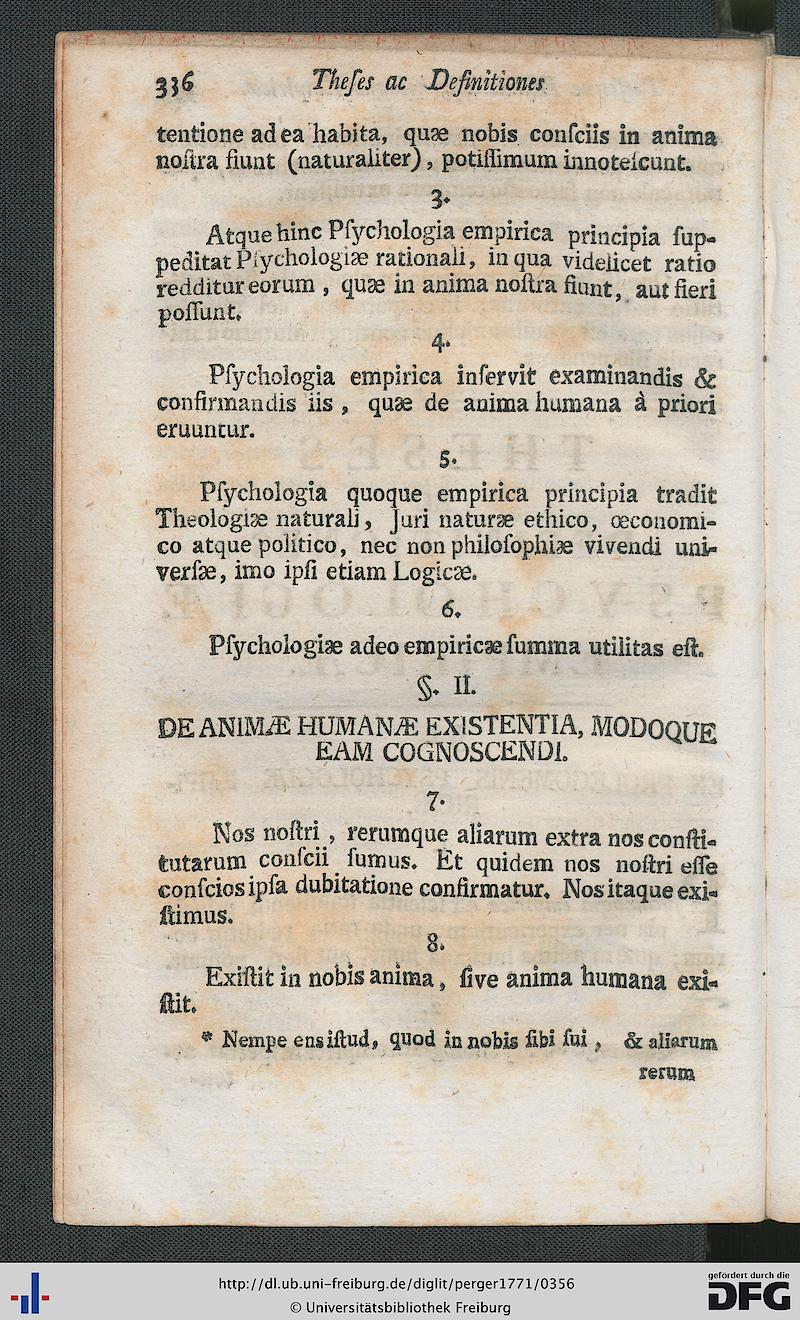 336 Theſes ac Definitiones
tentione ad ea habita, quæ nobis conſciis in anima
noſtra fiunt (naturaliter), potiſſimum innoteſcunt.
3.
Atque hinc Pſychologia empirica principia ſup-
peditat Pſychologiæ rationali, in qua videlicet ratio
redditur eorum, quæ in anima noſtra fiunt, aut fieri
poſſunt.
4.
Pſychologia empirica inſervit examinandis &
confirmandis iis, quæ de anima humana à priori
eruuntur.
5.
Pſychologia quoque empirica principia tradit
Theologiæ naturali, Juri naturæ ethico, œconomi-
co atque politico, nec non philoſophiæ vivendi uni-
verſæ, imo ipſi etiam Logicæ.
6.
Pſychologiæ adeo empiricæ ſumma utilitas eſt.
§. II.
DE ANIMÆ HUMANÆ EXISTENTIA, MODOQUE
EAM COGNOSCENDI.
7.
Nos noſtri, rerumque aliarum extra nos conſti-
tutarum conſcii ſumus. Et quidem nos noſtri eſſe
conſcios ipſa dubitatione confirmatur. Nos itaque exi-
ſtimus.
8.
Exiſtit in nobis anima, ſive anima humana exi-
ſtit.
* Nempe ens iſtud, quod in nobis ſibi ſui, & aliarum
rerum
http://dl.ub.uni-freiburg.de/diglit/perger1771/0356
© Universitätsbibliothek Freiburg
gefördert durch die
DFG